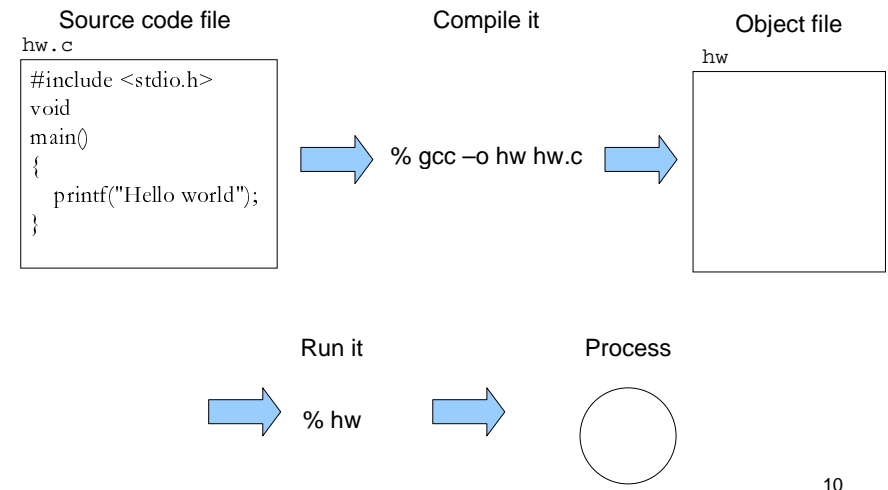 Source code file
hw.c
#include <stdio.h>
void
main()
{
printf("Hello world");
}
Compile it
% gcc –o hw hw.c
Object file
hw
Run it
% hw
Process
10